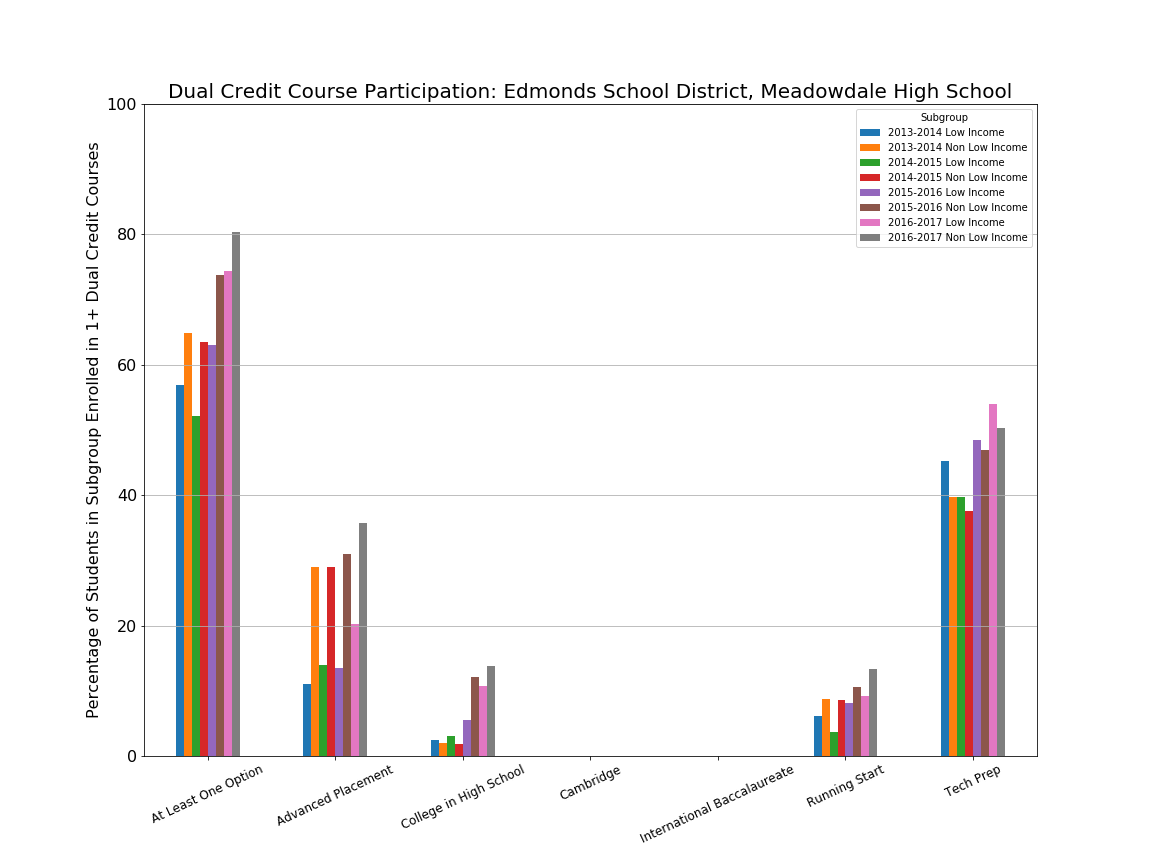 Dual Credit Course Participation: Edmonds School District, Meadowdale High School
Percentage of Students in Subgroup Enrolled in 1+ Dual Credit Courses
100
80
60
40
20
0
Subgroup
2013-2014 Low Income
2013-2014 Non Low Income
2014-2015 Low Income
2014-2015 Non Low Income
2015-2016 Low Income
2015-2016 Non Low Income
2016-2017 Low Income
2016-2017 Non Low Income
At Least One Option
Advanced Placement
College in High School
Cambridge
International Baccalaureate
Running Start
Tech Prep